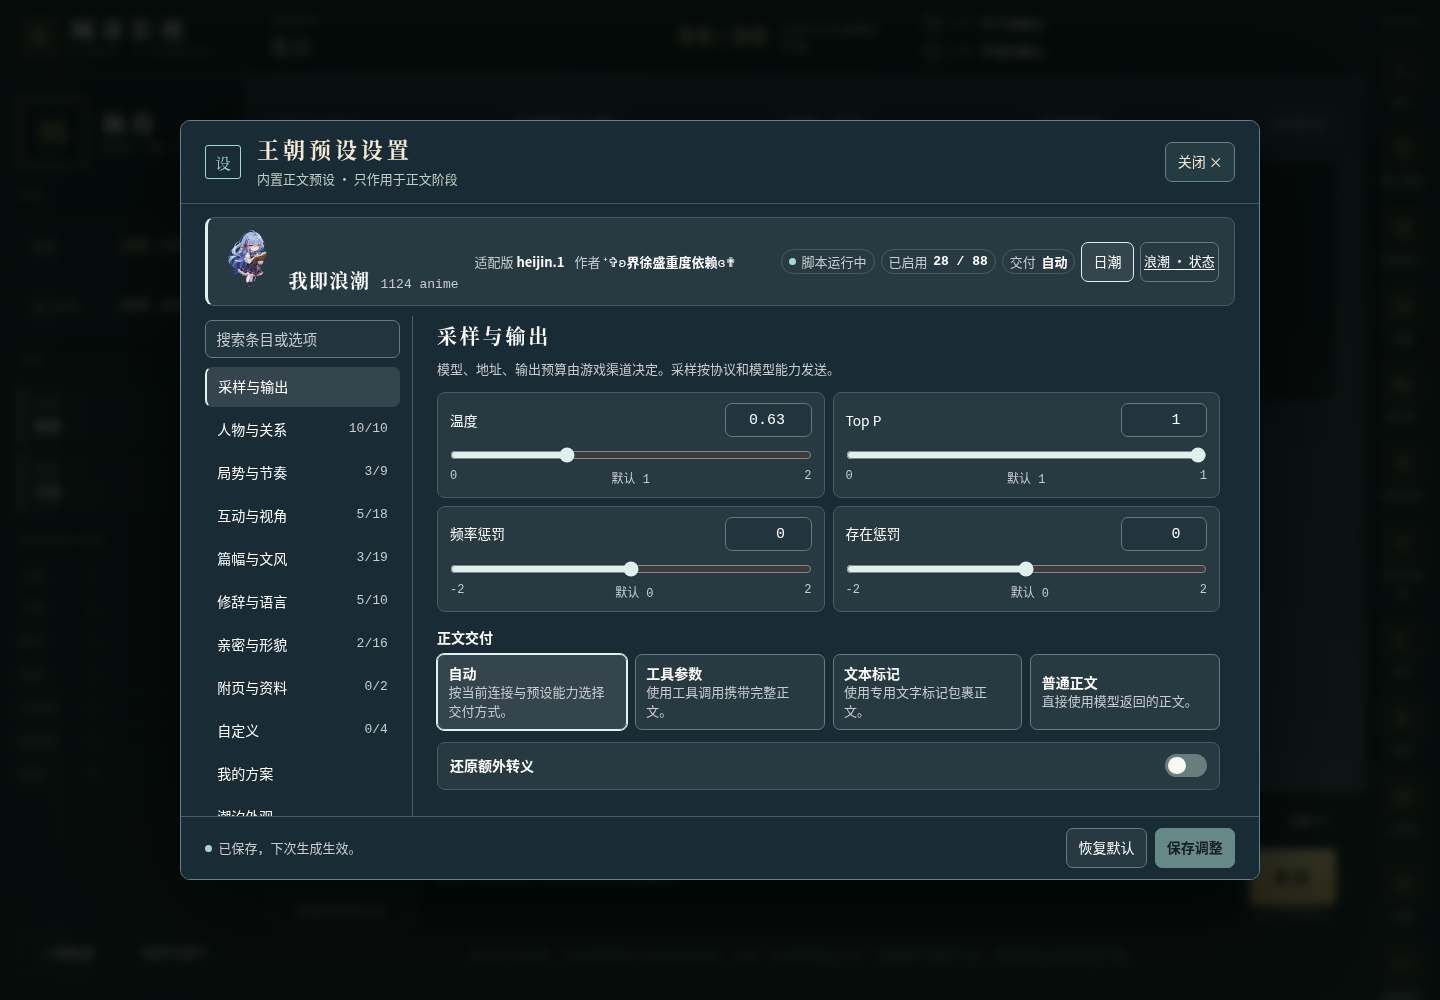 设
王朝预设设置
内置正文预设 · 只作用于正文阶段
关闭 ×
我即浪潮 1124 anime
适配版 heijin.1 作者 ⁺✞ʚ界徐盛重度依赖ɞ✟
脚本运行中
已启用 28 / 88
交付 自动
日潮
浪潮 · 状态
搜索条目或选项
采样与输出
人物与关系 10/10
局势与节奏 3/9
互动与视角 5/18
篇幅与文风 3/19
修辞与语言 5/10
亲密与形貌 2/16
附页与资料 0/2
自定义 0/4
我的方案
潮汐外观
采样与输出
模型、地址、输出预算由游戏渠道决定。采样按协议和模型能力发送。
温度 0.63
0 默认 1 2
Top P 1
0 默认 1 1
频率惩罚 0
-2 默认 0 2
存在惩罚 0
-2 默认 0 2
正文交付
自动
按当前连接与预设能力选择
交付方式。
工具参数
使用工具调用携带完整正
文。
文本标记
使用专用文字标记包裹正
文。
普通正文
直接使用模型返回的正文。
还原额外转义
已保存，下次生成生效。
恢复默认
保存调整